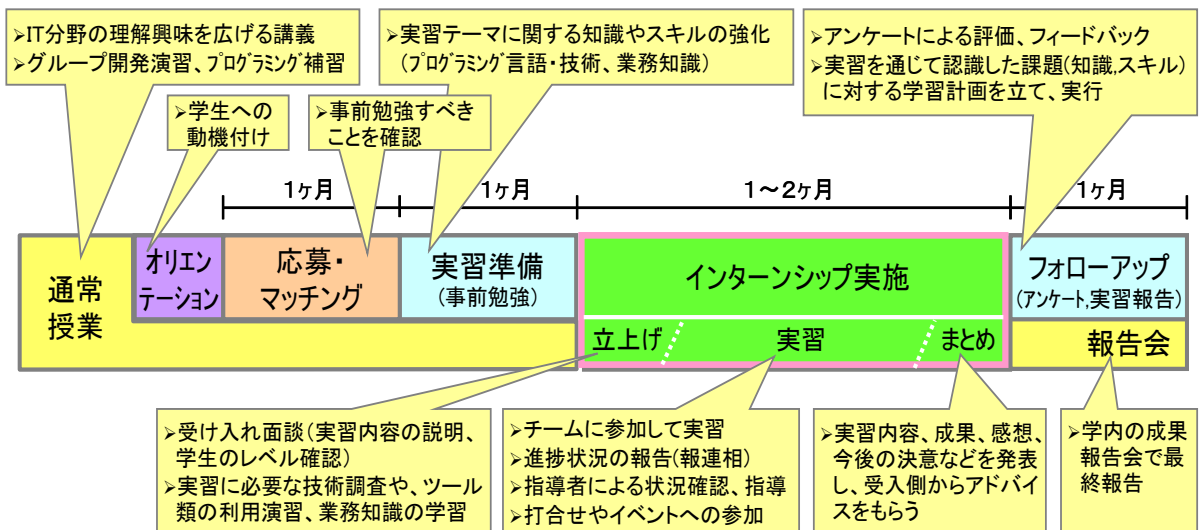 ➢IT分野の理解興味を広げる講義
➢グループ開発演習、プログラミング補習
➢実習テーマに関する知識やスキルの強化
(プログラミング言語・技術、業務知識)
➢アンケートによる評価、フィードバック
➢実習を通じて認識した課題(知識,スキル)
に対する学習計画を立て、実行
➢学生への
動機付け
➢事前勉強すべき
ことを確認
1ヶ月
1ヶ月
1～2ヶ月
1ヶ月
通常
授業
オリエン
テーション
応募・
マッチング
実習準備
(事前勉強)
インターンシップ実施
フォローアップ
(アンケート,実習報告)
立上げ
実習
まとめ
報告会
➢受け入れ面談(実習内容の説明、
学生のレベル確認)
➢実習に必要な技術調査や、ツール
類の利用演習、業務知識の学習
➢チームに参加して実習
➢進捗状況の報告(報連相)
➢指導者による状況確認、指導
➢打合せやイベントへの参加
➢実習内容、成果、感想、
今後の決意などを発表
し、受入側からアドバイ
スをもらう
➢学内の成果
報告会で最
終報告